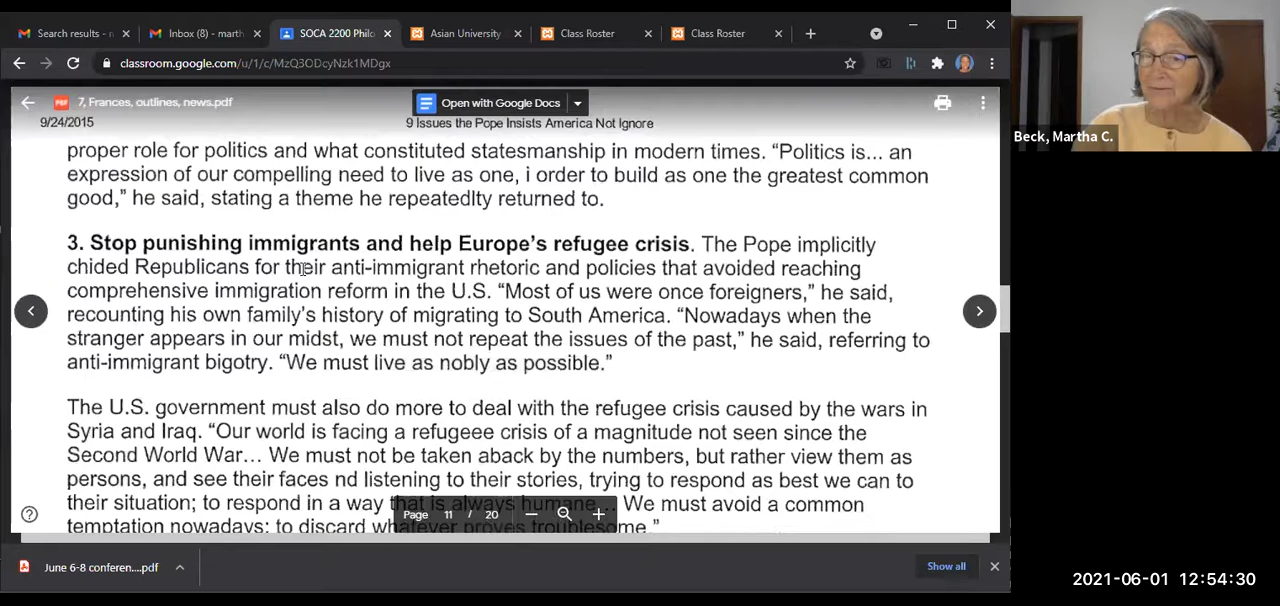 Search results - n
Inbox (8) - marth
SOCA 2200 Philo
Asian University
Class Roster
Class Roster
classroom.google.com/u/1/c/MzQ3ODcyNzk1MDgx
PDF
7, Frances, outlines, news.pdf
Open with Google Docs
9/24/2015
9 Issues the Pope Insists America Not Ignore
proper role for politics and what constituted statesmanship in modern times. “Politics is... an
expression of our compelling need to live as one, i order to build as one the greatest common
good,” he said, stating a theme he repeatedlty returned to.
3. Stop punishing immigrants and help Europe’s refugee crisis. The Pope implicitly
chided Republicans for their anti-immigrant rhetoric and policies that avoided reaching
comprehensive immigration reform in the U.S. “Most of us were once foreigners,” he said,
recounting his own family’s history of migrating to South America. “Nowadays when the
stranger appears in our midst, we must not repeat the issues of the past,” he said, referring to
anti-immigrant bigotry. “We must live as nobly as possible.”
The U.S. government must also do more to deal with the refugee crisis caused by the wars in
Syria and Iraq. “Our world is facing a refugeee crisis of a magnitude not seen since the
Second World War... We must not be taken aback by the numbers, but rather view them as
persons, and see their faces nd listening to their stories, trying to respond as best we can to
their situation; to respond in a way that is always humane... We must avoid a common
temptation nowadays: to discard whatever proves troublesome.”
Page 11 / 20
June 6-8 conferen....pdf
Show all
Beck, Martha C.
2021-06-01 12:54:30